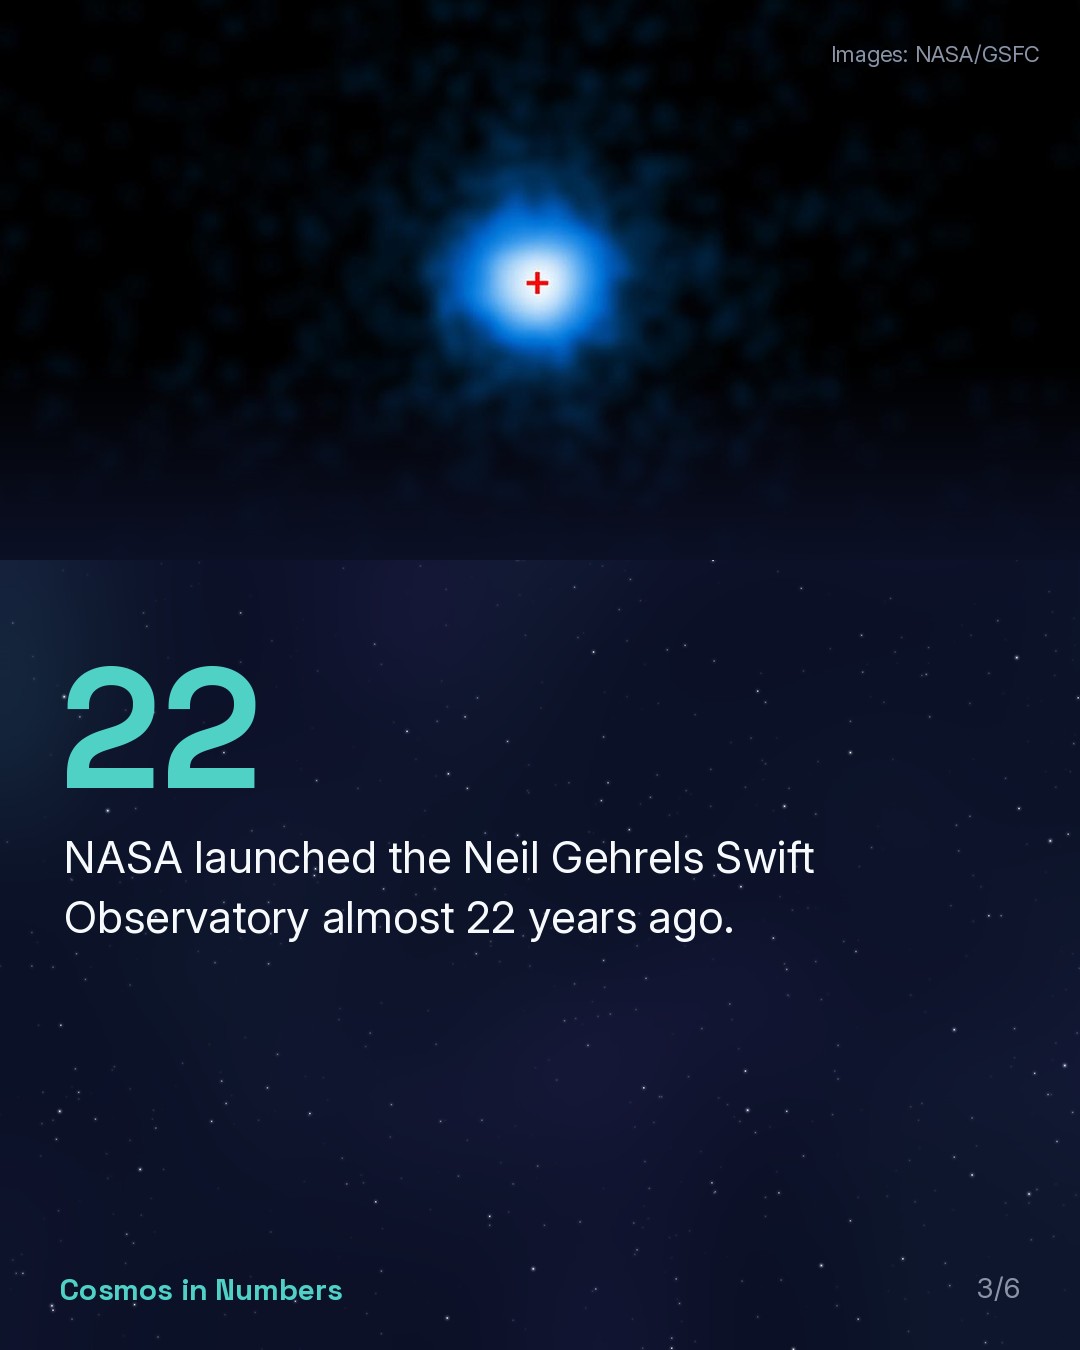 Images: NASA/GSFC
22
NASA launched the Neil Gehrels Swift
Observatory almost 22 years ago.
Cosmos in Numbers
3/6